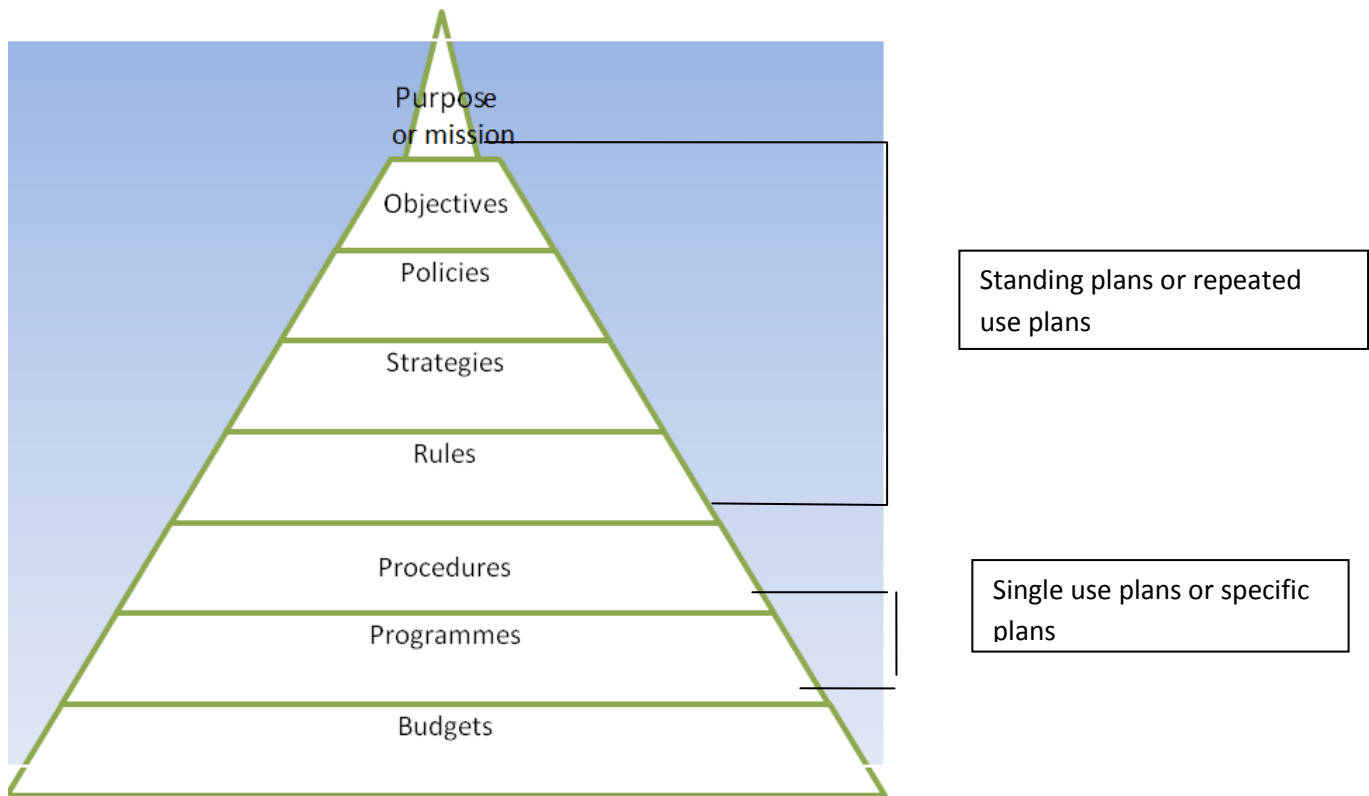 Purpose
or mission
Objectives
Policies
Strategies
Rules
Procedures
Programmes
Budgets
Standing plans or repeated
use plans
Single use plans or specific
plans